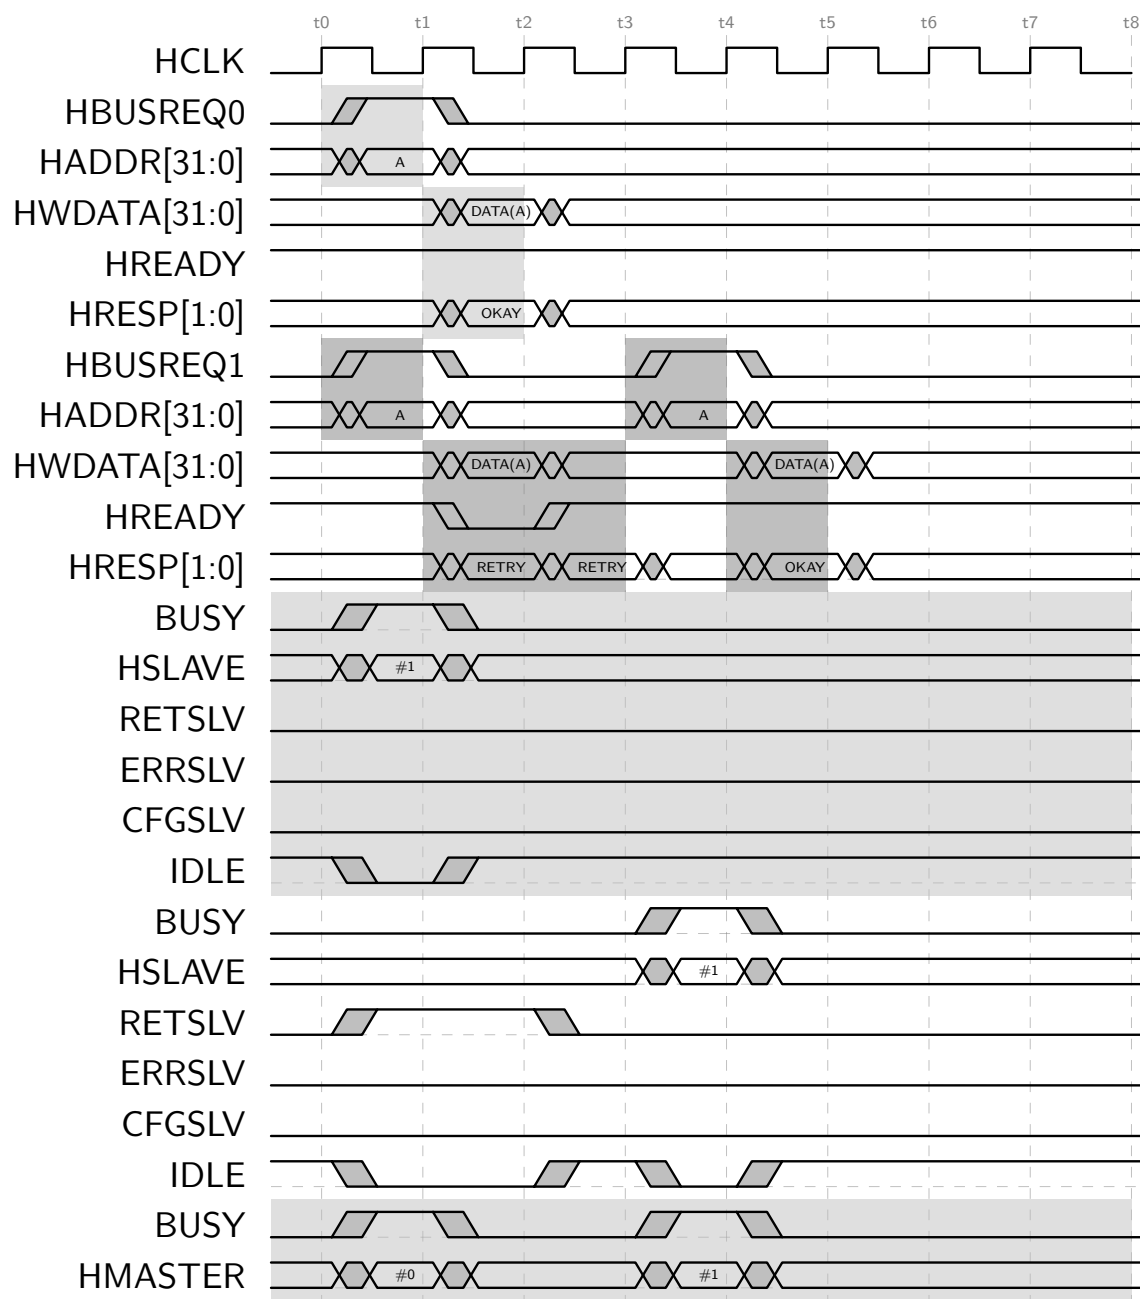 t0 t1 t2 t3 t4 t5 t6 t7 t8
HCLK
HBUSREQ0
HADDR[31:0] A
HWDATA[31:0] DATA(A)
HREADY
HRESP[1:0] OKAY
HBUSREQ1
HADDR[31:0] A A
HWDATA[31:0] DATA(A) DATA(A)
HREADY
HRESP[1:0] RETRY RETRY OKAY
BUSY
HSLAVE #1
RETSLV
ERRSLV
CFGSLV
IDLE
BUSY
HSLAVE #1
RETSLV
ERRSLV
CFGSLV
IDLE
BUSY
HMASTER #0 #1